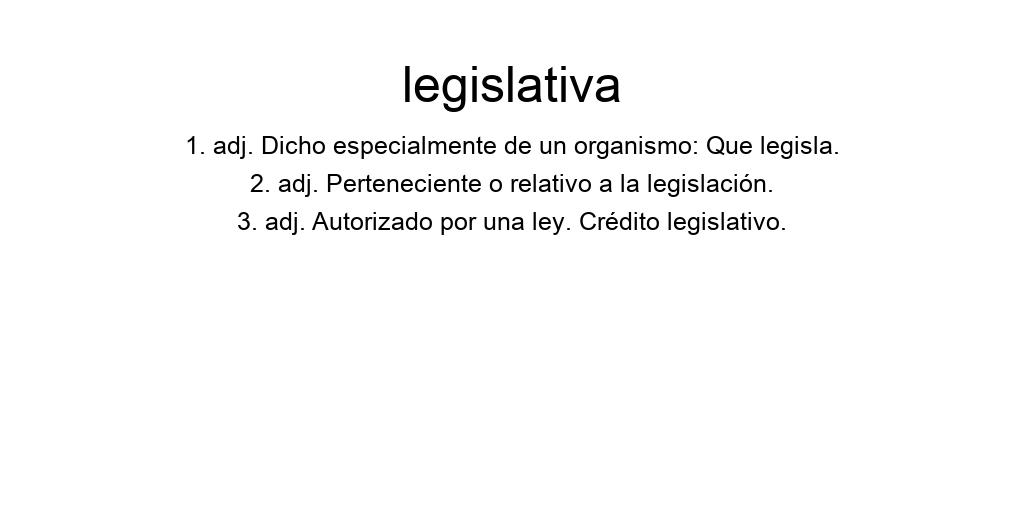 legislativa
1. adj. Dicho especialmente de un organismo: Que legisla.
2. adj. Perteneciente o relativo a la legislación.
3. adj. Autorizado por una ley. Crédito legislativo.